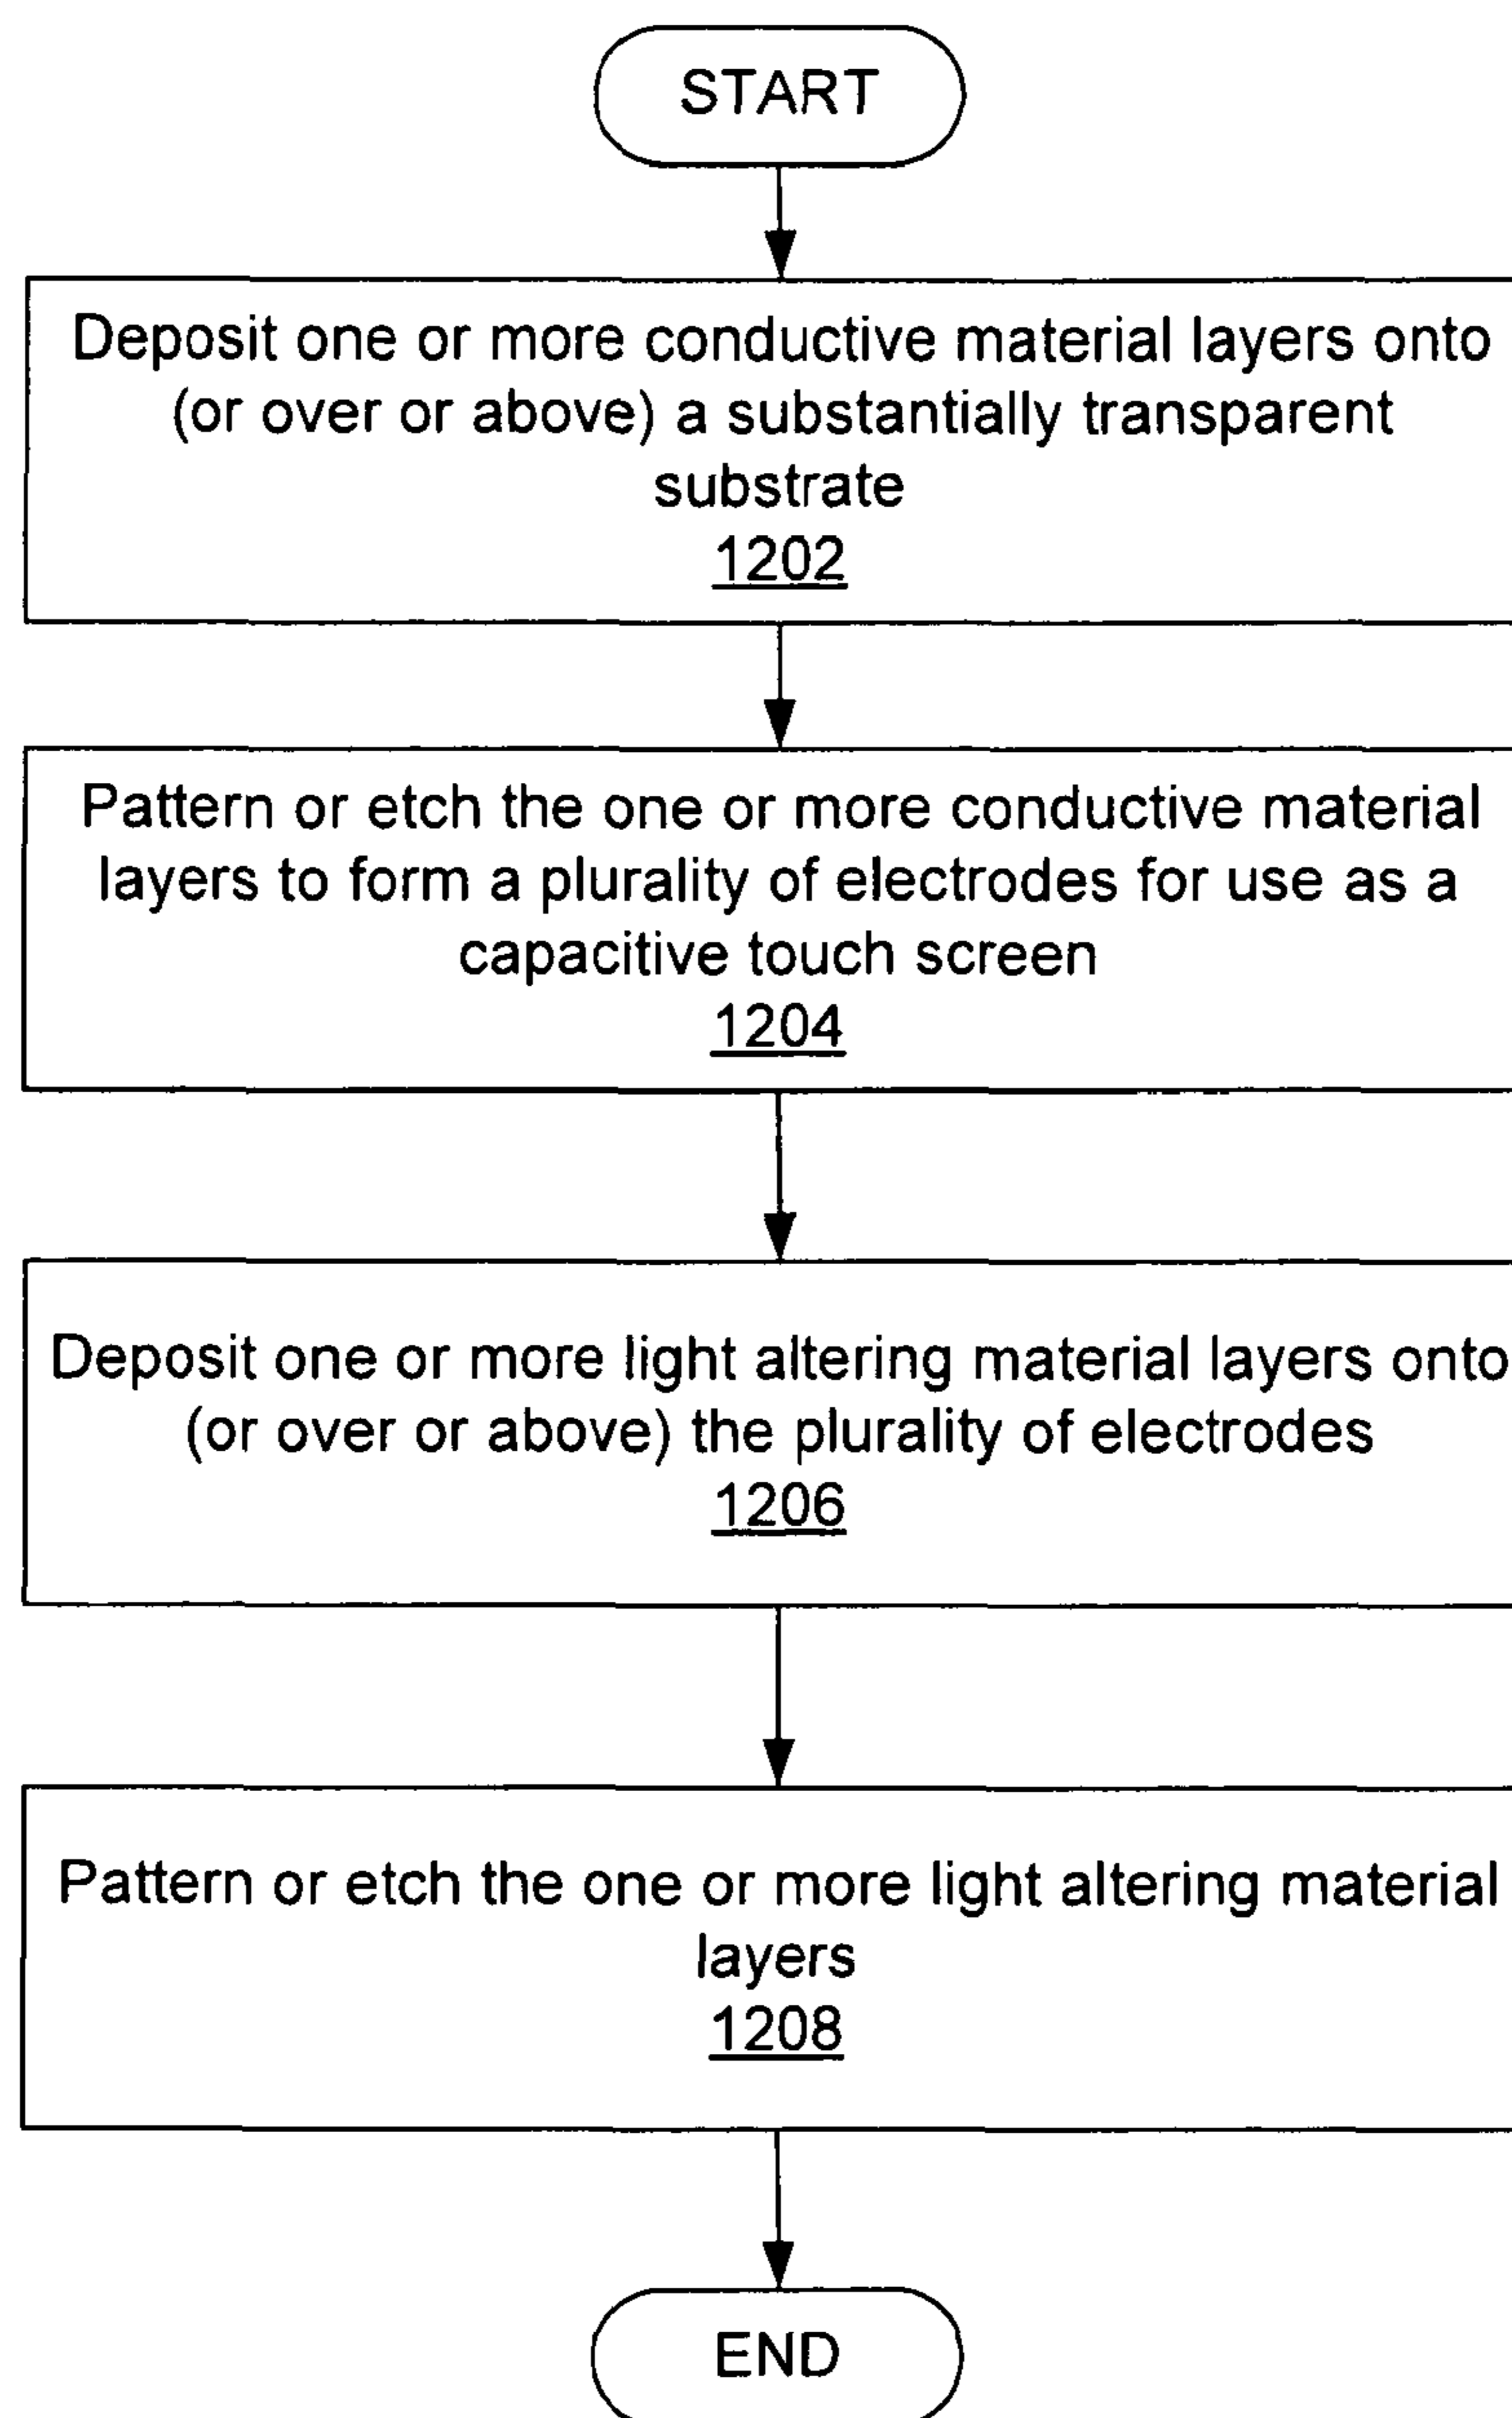 START
Deposit one or more conductive material layers onto
(or over or above) a substantially transparent
substrate
1202
Pattern or etch the one or more conductive material
layers to form a plurality of electrodes for use as a
capacitive touch screen
1204
Deposit one or more light altering material layers onto
(or over or above) the plurality of electrodes
1206
Pattern or etch the one or more light altering material
layers
1208
END